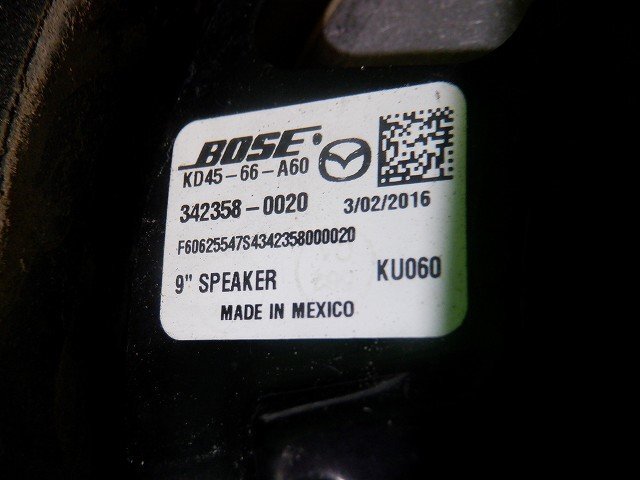 BOSE
KD45-66-A60
342358-0020 3/02/2016
F60625547S4342358000020
9" SPEAKER KU060
MADE IN MEXICO